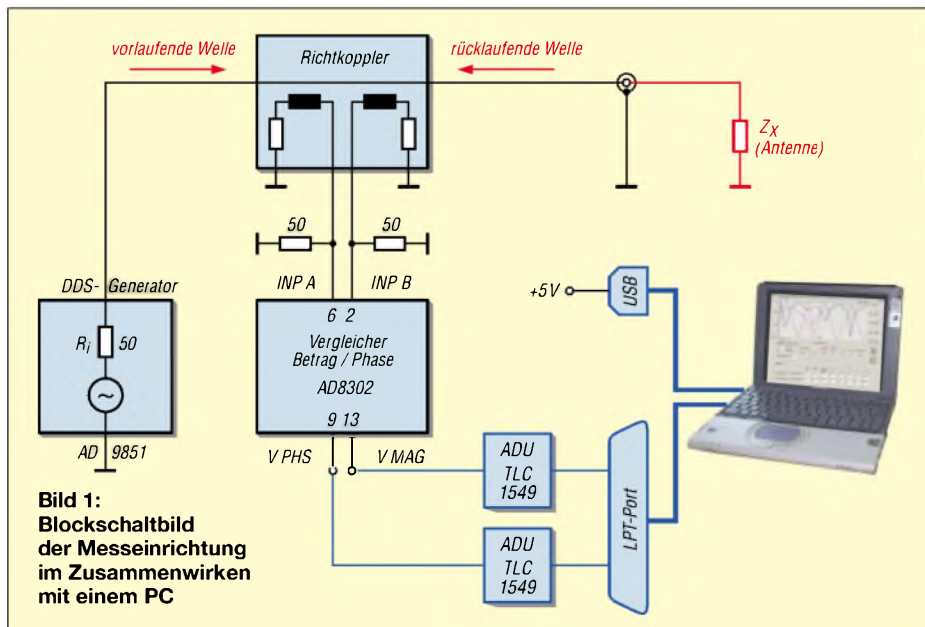 vorlaufende Welle
Richtkoppler
rücklaufende Welle
ZX
(Antenne)
50
50
INP A
INP B
DDS- Generator
+5V
USB
6 2
Ri 50
Vergleicher
Betrag / Phase
AD8302
~
9 13
AD 9851
V PHS
V MAG
ADU
TLC
1549
LPT-Port
ADU
TLC
1549
Bild 1:
Blockschaltbild
der Messeinrichtung
im Zusammenwirken
mit einem PC